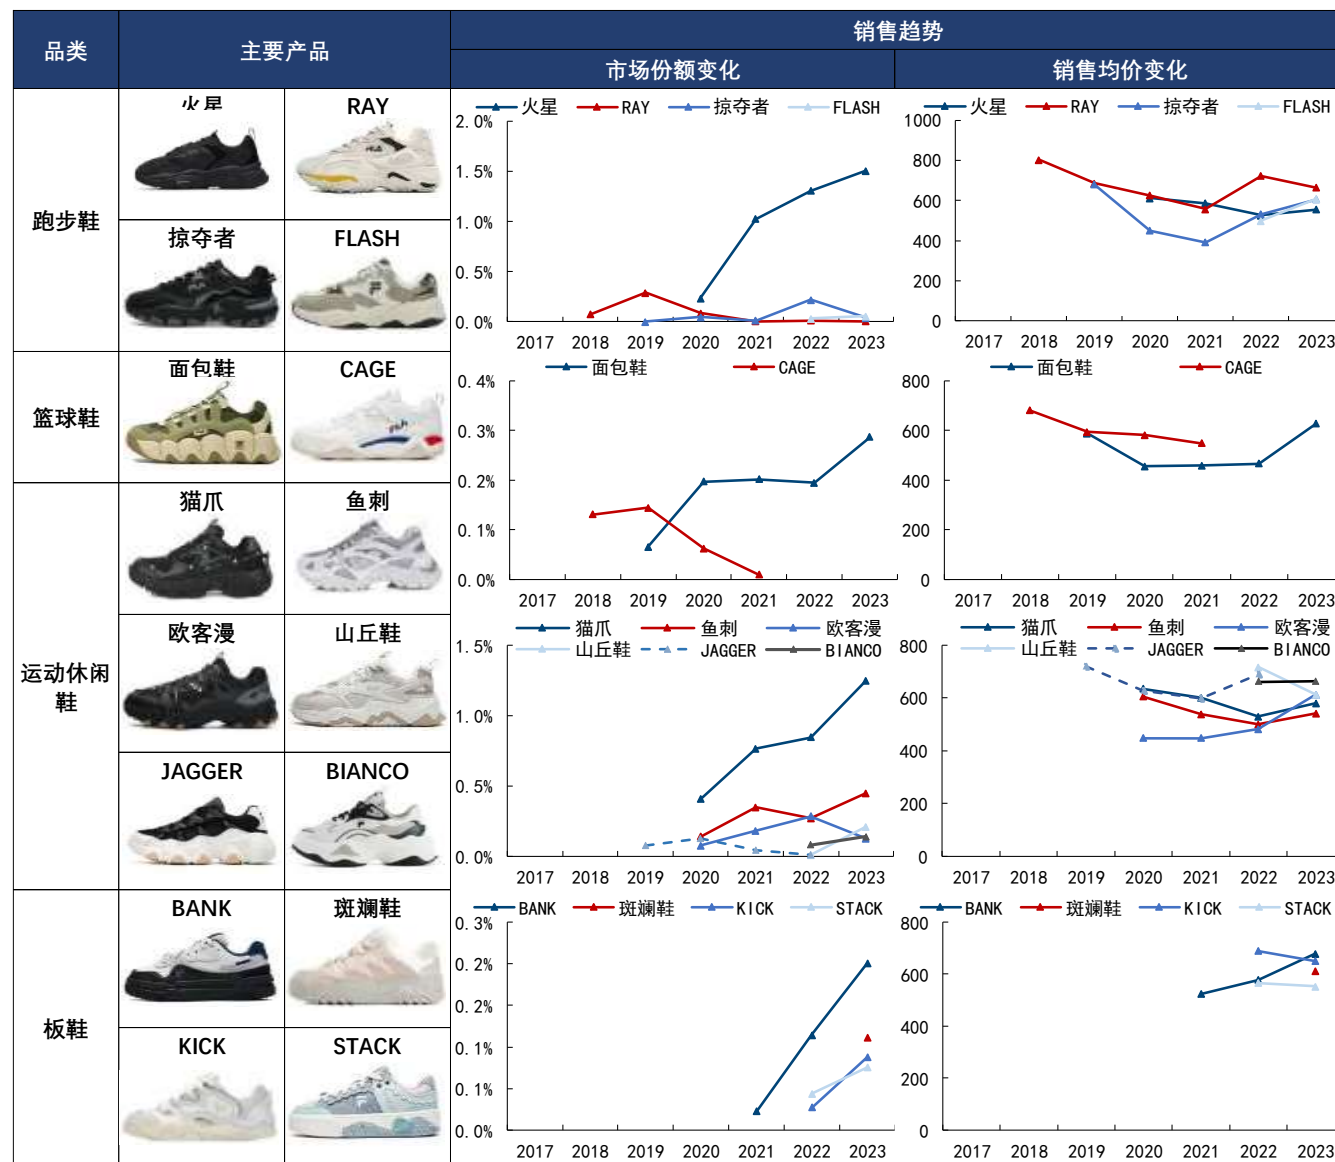 品类
主要产品
销售趋势
市场份额变化
销售均价变化
跑步鞋
火星
RAY
掠夺者
FLASH
火星 RAY 掠夺者 FLASH
2.0%
1.5%
1.0%
0.5%
0.0%
2017 2018 2019 2020 2021 2022 2023
火星 RAY 掠夺者 FLASH
1000
800
600
400
200
0
2017 2018 2019 2020 2021 2022 2023
篮球鞋
面包鞋
CAGE
面包鞋 CAGE
0.4%
0.3%
0.2%
0.1%
0.0%
2017 2018 2019 2020 2021 2022 2023
面包鞋 CAGE
800
600
400
200
0
2017 2018 2019 2020 2021 2022 2023
运动休闲
鞋
猫爪
鱼刺
欧客漫
山丘鞋
JAGGER
BIANCO
猫爪 鱼刺 欧客漫
山丘鞋 JAGGER BIANCO
1.5%
1.0%
0.5%
0.0%
2017 2018 2019 2020 2021 2022 2023
猫爪 鱼刺 欧客漫
山丘鞋 JAGGER BIANCO
800
600
400
200
0
2017 2018 2019 2020 2021 2022 2023
板鞋
BANK
斑斓鞋
KICK
STACK
BANK 斑斓鞋 KICK STACK
0.3%
0.2%
0.2%
0.1%
0.1%
0.0%
2017 2018 2019 2020 2021 2022 2023
BANK 斑斓鞋 KICK STACK
800
600
400
200
0
2017 2018 2019 2020 2021 2022 2023